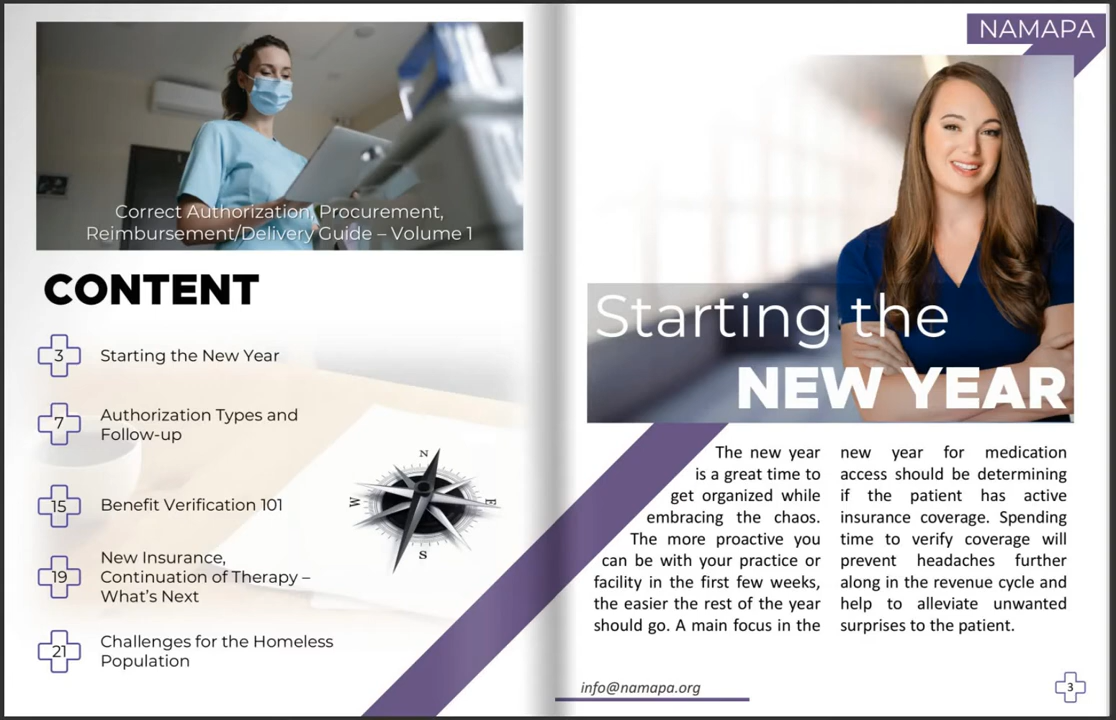 Correct Authorization, Procurement,
Reimbursement/Delivery Guide – Volume 1
CONTENT
3
Starting the New Year
7
Authorization Types and
Follow-up
15
Benefit Verification 101
19
New Insurance,
Continuation of Therapy –
What's Next
21
Challenges for the Homeless
Population
N
W
E
S
NAMAPA
Starting the
NEW YEAR
The new year
is a great time to
get organized while
embracing the chaos.
The more proactive you
can be with your practice or
facility in the first few weeks,
the easier the rest of the year
should go. A main focus in the
new year for medication
access should be determining
if the patient has active
insurance coverage. Spending
time to verify coverage will
prevent headaches further
along in the revenue cycle and
help to alleviate unwanted
surprises to the patient.
info@namapa.org
3